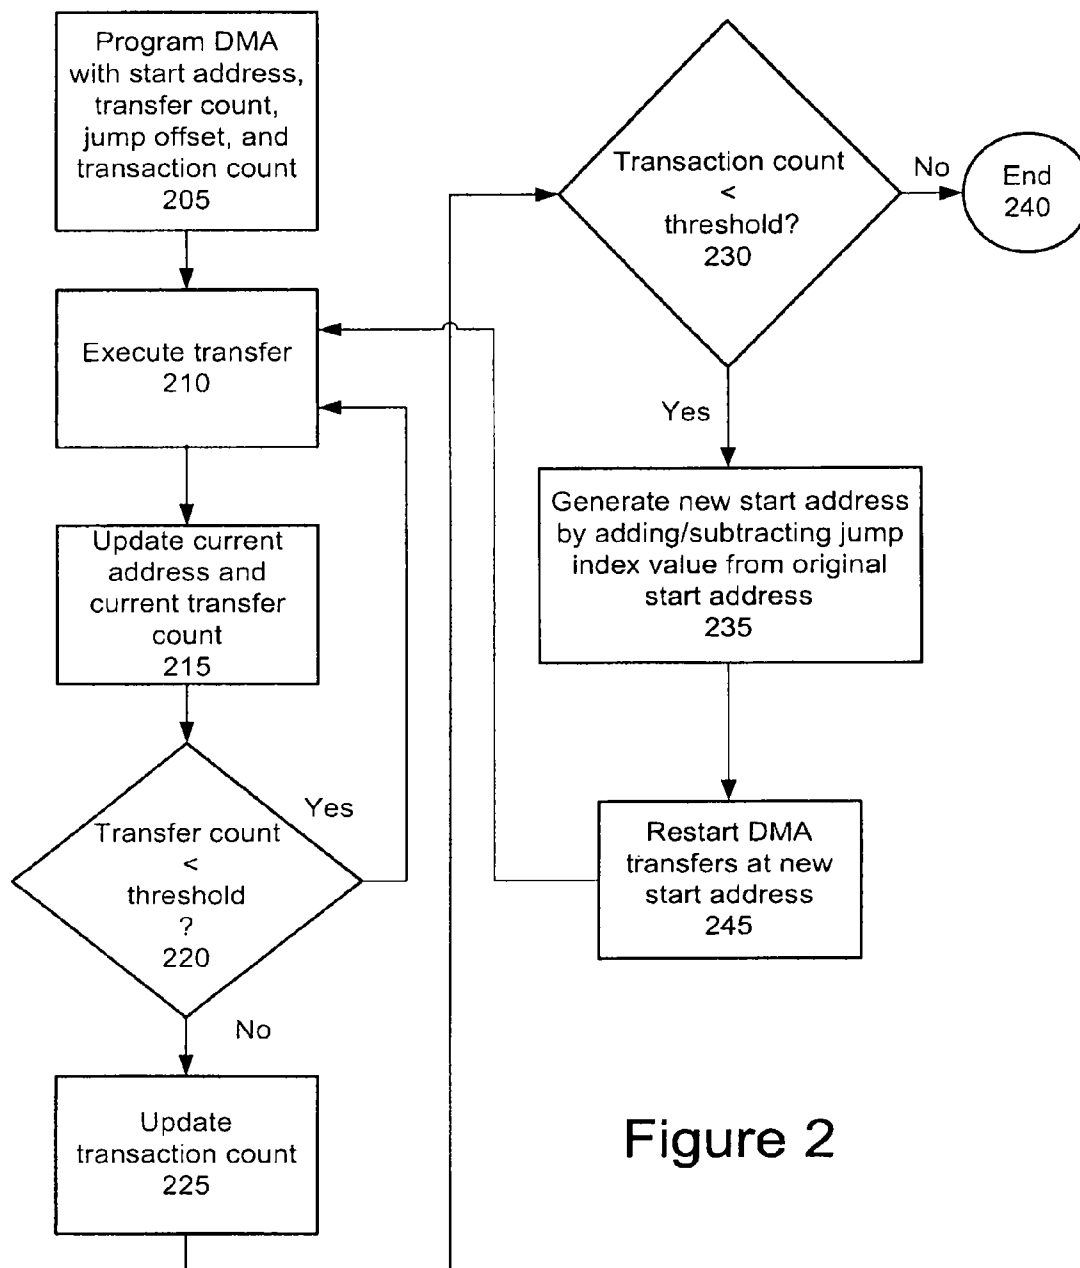 Program DMA
with start address,
transfer count,
jump offset, and
transaction count
205
Execute transfer
210
Update current
address and
current transfer
count
215
Yes
Transfer count
<
threshold
?
220
No
Update
transaction count
225
Transaction count
<
threshold?
230
No
End
240
Yes
Generate new start address
by adding/subtracting jump
index value from original
start address
235
Restart DMA
transfers at new
start address
245
Figure 2